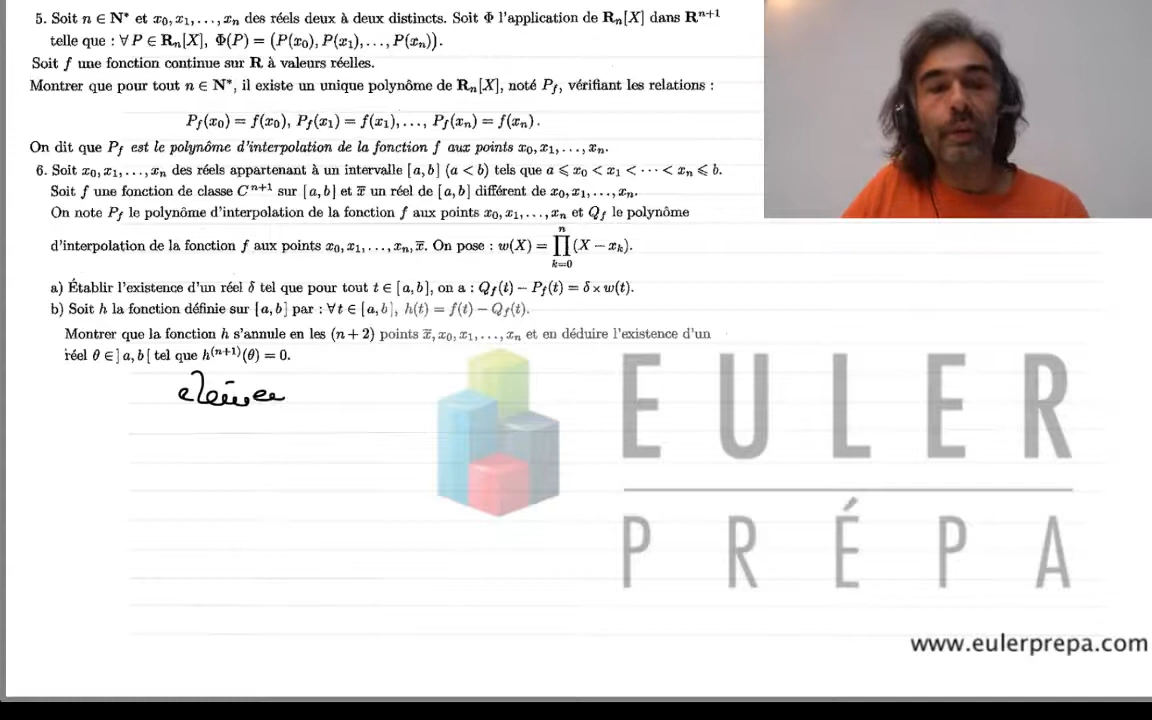 5. Soit n ∈ N* et x₀, x₁, . . . , xₙ des réels deux à deux distincts. Soit Φ l'application de Rₙ[X] dans Rⁿ⁺¹
telle que : ∀ P ∈ Rₙ[X], Φ(P) = (P(x₀), P(x₁), . . . , P(xₙ)).
Soit f une fonction continue sur R à valeurs réelles.
Montrer que pour tout n ∈ N*, il existe un unique polynôme de Rₙ[X], noté P_f, vérifiant les relations :
P_f(x₀) = f(x₀), P_f(x₁) = f(x₁), . . . , P_f(xₙ) = f(xₙ) .
On dit que P_f est le polynôme d'interpolation de la fonction f aux points x₀, x₁, . . . , xₙ.
6. Soit x₀, x₁, . . . , xₙ des réels appartenant à un intervalle [a, b] (a < b) tels que a ⩽ x₀ < x₁ < · · · < xₙ ⩽ b.
Soit f une fonction de classe Cⁿ⁺¹ sur [a, b] et x̅ un réel de [a, b] différent de x₀, x₁, . . . , xₙ.
On note P_f le polynôme d'interpolation de la fonction f aux points x₀, x₁, . . . , xₙ et Q_f le polynôme
d'interpolation de la fonction f aux points x₀, x₁, . . . , xₙ, x̅. On pose : w(X) = ∏ₖ₌₀ⁿ (X − xₖ).
a) Établir l'existence d'un réel δ tel que pour tout t ∈ [a, b], on a : Q_f(t) − P_f(t) = δ × w(t).
b) Soit h la fonction définie sur [a, b] par : ∀t ∈ [a, b], h(t) = f(t) − Q_f(t).
Montrer que la fonction h s'annule en les (n + 2) points x̅, x₀, x₁, . . . , xₙ et en déduire l'existence d'un
réel θ ∈ ] a, b [ tel que h⁽ⁿ⁺¹⁾(θ) = 0.
EULER
PRÉPA
www.eulerprepa.com